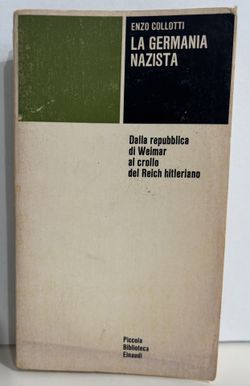 ENZO COLLOTTI
LA GERMANIA
NAZISTA
Dalla repubblica
di Weimar
al crollo
del Reich hitleriano
Piccola
Biblioteca
Einaudi